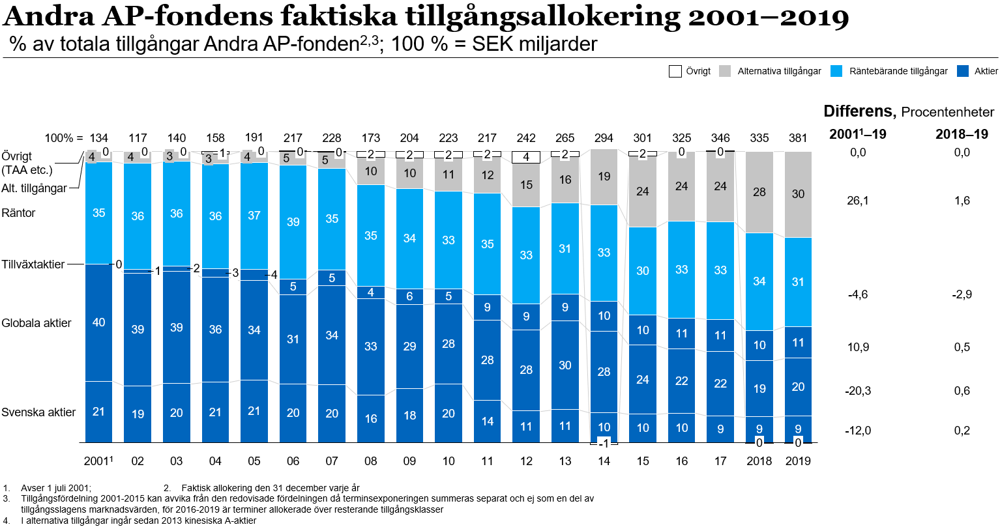 Andra AP-fondens faktiska tillgångsallokering 2001–2019
% av totala tillgångar Andra AP-fonden2,3; 100 % = SEK miljarder
Övrigt Alternativa tillgångar Räntebärande tillgångar Aktier
Differens, Procentenheter
2001¹–19 2018–19
100% = 134 117 140 158 191 217 228 173 204 223 217 242 265 294 301 325 346 335 381
Övrigt (TAA etc.) 0 0 0 1 0 0 0 2 2 2 2 4 2 2 0 0 0,0 0,0
Alt. tillgångar 4 4 3 3 4 5 5 10 10 11 12 15 16 19 24 24 24 28 30 26,1 1,6
Räntor 35 36 36 36 37 39 35 35 34 33 35 33 31 33 30 33 33 34 31 -4,6 -2,9
Tillväxtaktier 0 1 2 3 4 5 5 4 6 5 9 9 9 10 10 11 11 10 11 10,9 0,5
Globala aktier 40 39 39 36 34 31 34 33 29 28 28 28 30 28 24 22 22 19 20 -20,3 0,6
Svenska aktier 21 19 20 21 21 20 20 16 18 20 14 11 11 10 10 10 9 9 9 -12,0 0,2
-1 0 0
2001¹ 02 03 04 05 06 07 08 09 10 11 12 13 14 15 16 17 2018 2019
1. Avser 1 juli 2001; 2. Faktisk allokering den 31 december varje år
3. Tillgångsfördelning 2001-2015 kan avvika från den redovisade fördelningen då terminsexponeringen summeras separat och ej som en del av
tillgångsslagens marknadsvärden, för 2016-2019 är terminer allokerade över resterande tillgångsklasser
4. I alternativa tillgångar ingår sedan 2013 kinesiska A-aktier